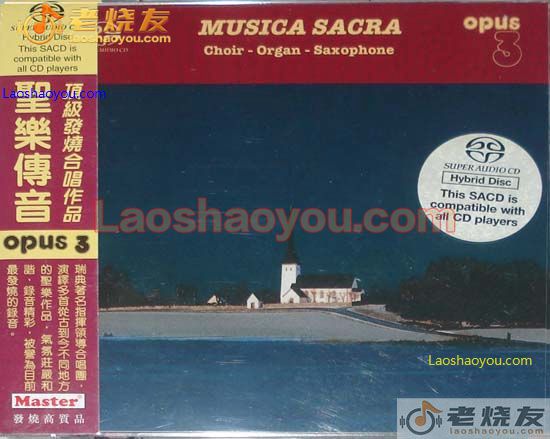 SUPER AUDIO CD
Hybrid Disc
This SACD is
compatible with
all CD players
Laoshaoyou.com
老烧友
頂級發燒合唱作品
聖樂傳音
opus 3
瑞典著名指揮領導合唱團,
演繹多首從古到今不同地方
的聖樂作品,氣氛莊嚴和
諧,錄音精彩,被譽為目前
最發燒的錄音。
Master
發燒高質品
MUSICA SACRA
Choir - Organ - Saxophone
opus
3
SUPER AUDIO CD
Hybrid Disc
This SACD is
compatible with
all CD players
Laoshaoyou.com
Laoshaoyou.com
老烧友
laoshaoyou.com